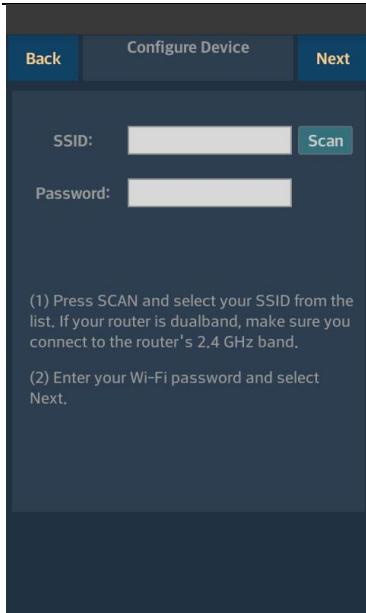 Back
Configure Device
Next
SSID:
Scan
Password:
(1) Press SCAN and select your SSID from the
list. If your router is dualband, make sure you
connect to the router's 2.4 GHz band.
(2) Enter your Wi-Fi password and select
Next.